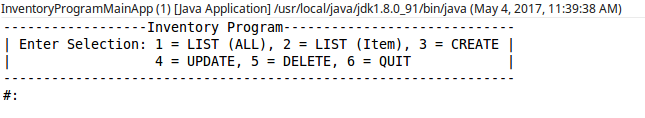 InventoryProgramMainApp (1) [Java Application] /usr/local/java/jdk1.8.0_91/bin/java (May 4, 2017, 11:39:38 AM)
------------------Inventory Program-----------------------------
| Enter Selection: 1 = LIST (ALL), 2 = LIST (Item), 3 = CREATE |
|                  4 = UPDATE, 5 = DELETE, 6 = QUIT            |
----------------------------------------------------------------
#: